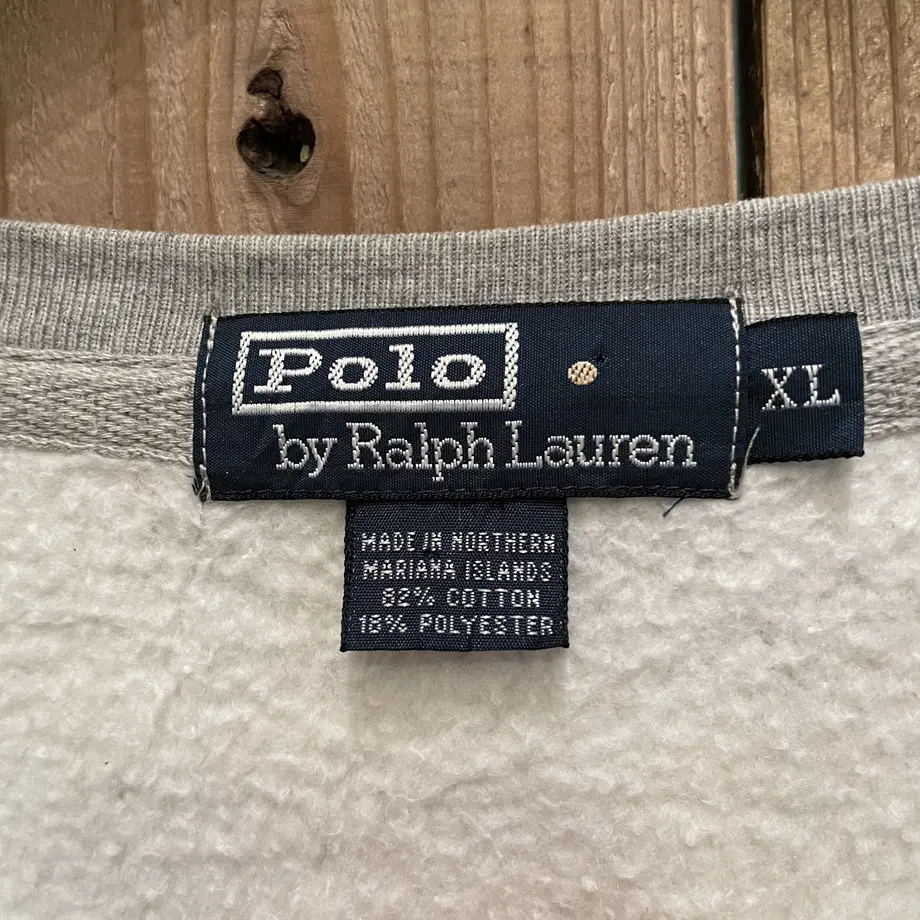 Polo
by Ralph Lauren
XL
MADE IN NORTHERN
MARIANA ISLANDS
82% COTTON
18% POLYESTER